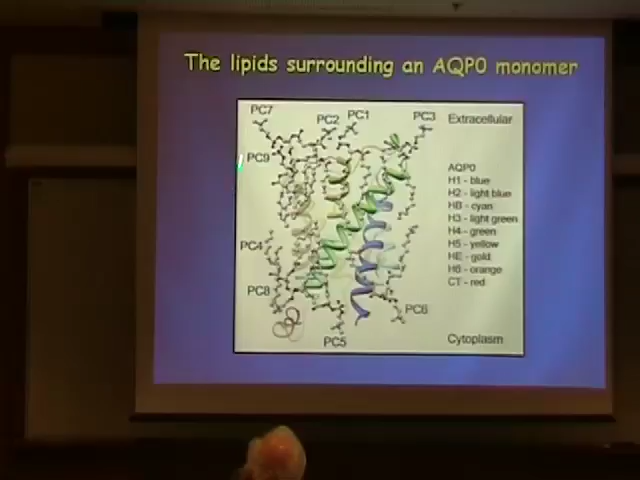 The lipids surrounding an AQP0 monomer
PC7
PC2
PC1
PC3
Extracellular
PC9
AQP0
H1 - blue
H2 - light blue
HB - cyan
H3 - light green
H4 - green
H5 - yellow
HE - gold
H6 - orange
CT - red
PC4
PC8
PC6
PC5
Cytoplasm